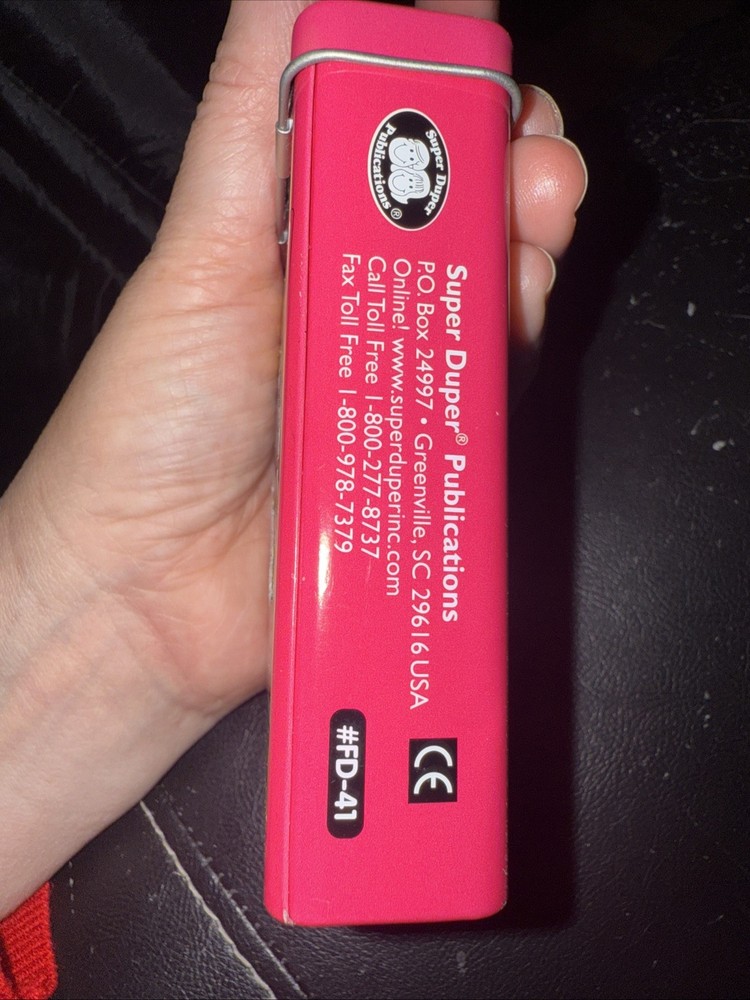 Super Duper
Publications®
Super Duper® Publications
P.O. Box 24997 • Greenville, SC 29616 USA
Online! www.superduperinc.com
Call Toll Free 1-800-277-8737
Fax Toll Free 1-800-978-7379
CE
#FD-41